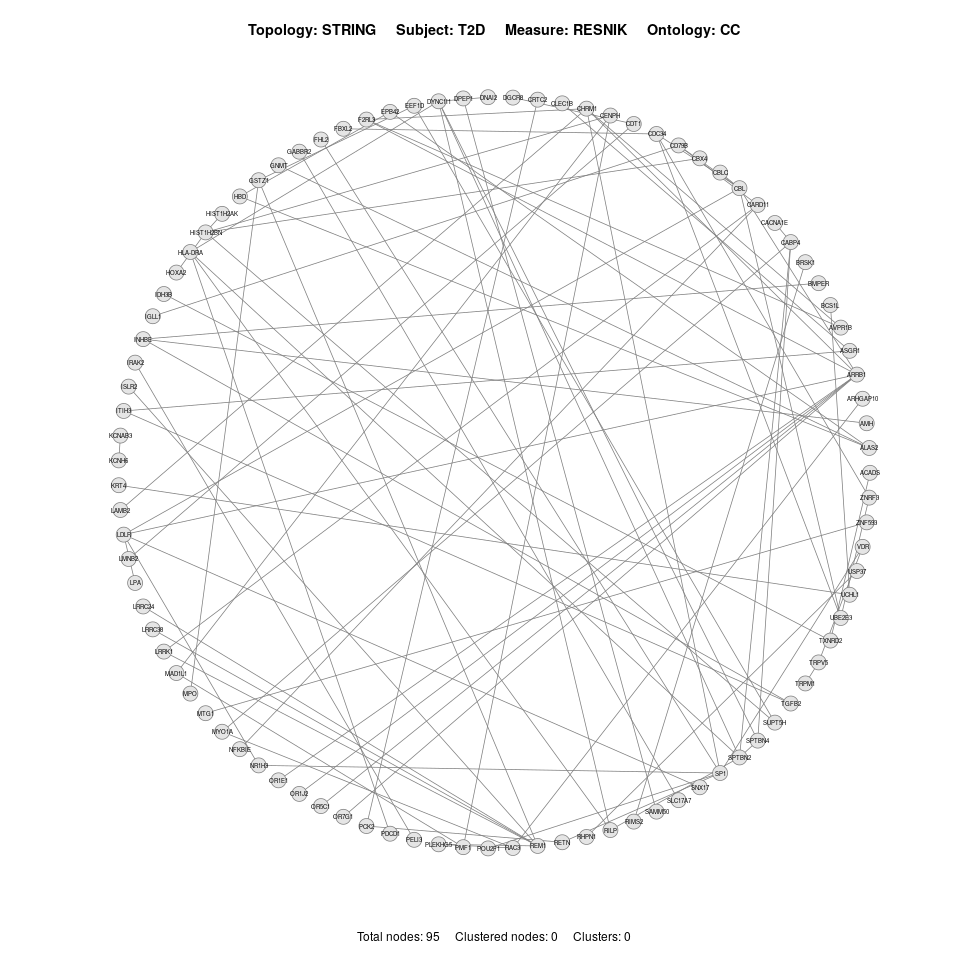 Topology: STRING Subject: T2D Measure: RESNIK Ontology: CC
DYNC1I1
DPEP1
DNAI2
DGCR8
CRTC2
CLEC1B
CHRM1
EEF1D
EPB42
F2RL3
FBXL2
FHL2
GABBR2
GNMT
GSTZ1
HBD
HIST1H2AK
HIST1H2BN
HLA-DRA
HOXA2
IDH3B
IGLL1
INHBE
IRAK2
ISLR2
ITIH3
KCNAB3
KCNH6
KRT4
LAMB2
LDLR
LMNB2
LPA
LRRC24
LRRC38
LRRK1
MAD1L1
MPO
MTG1
MYO1A
NFKBIE
NR1H3
OR1E1
OR1J2
OR5C1
OR7G1
PCK2
PDCD1
PELI3
PLEKHG5
PMF1
POU2F1
RAC3
REM1
RETN
RHPN1
RILP
RIMS2
SAMM50
SLC17A7
SNX17
SP1
SPTBN2
SPTBN4
SUPT5H
TGFB2
TRPM1
TRPV5
TXNRD2
UBE2E3
UCHL1
USP37
VDR
ZNF593
ZNRF3
ACADS
ALAS2
AMH
ARHGAP10
ARRB1
ASGR1
AVPR1B
BCS1L
BMPER
BRSK1
CABP4
CACNA1E
CARD11
CBL
CBLC
CBX4
CD79B
CDC34
CDT1
CENPH
Total nodes: 95 Clustered nodes: 0 Clusters: 0